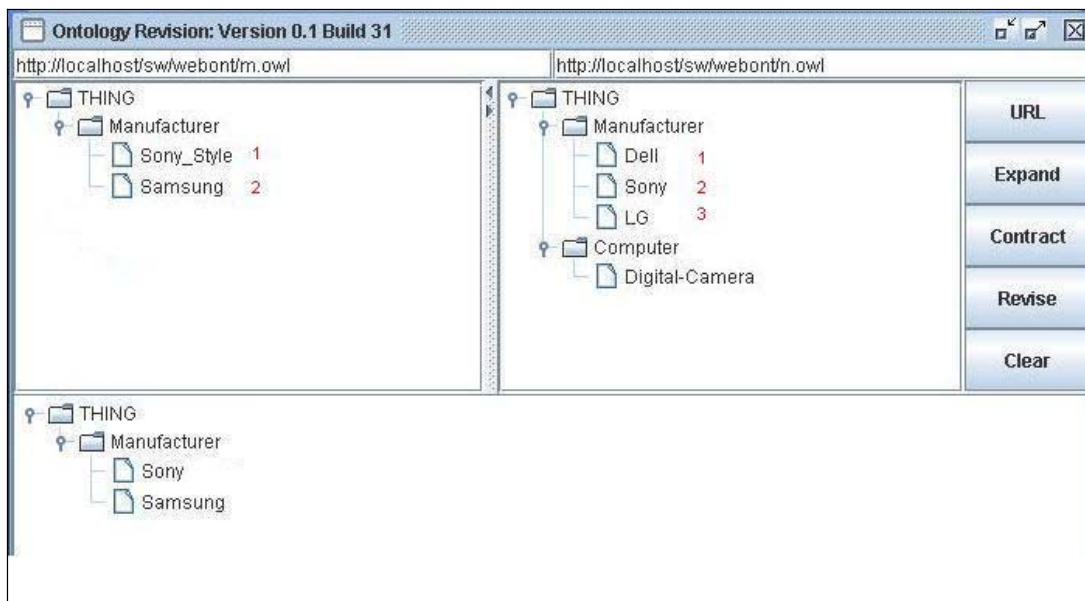 Ontology Revision: Version 0.1 Build 31
http://localhost/sw/webont/m.owl
http://localhost/sw/webont/n.owl
THING
Manufacturer
Sony_Style 1
Samsung 2
THING
Manufacturer
Dell 1
Sony 2
LG 3
Computer
Digital-Camera
URL
Expand
Contract
Revise
Clear
THING
Manufacturer
Sony
Samsung